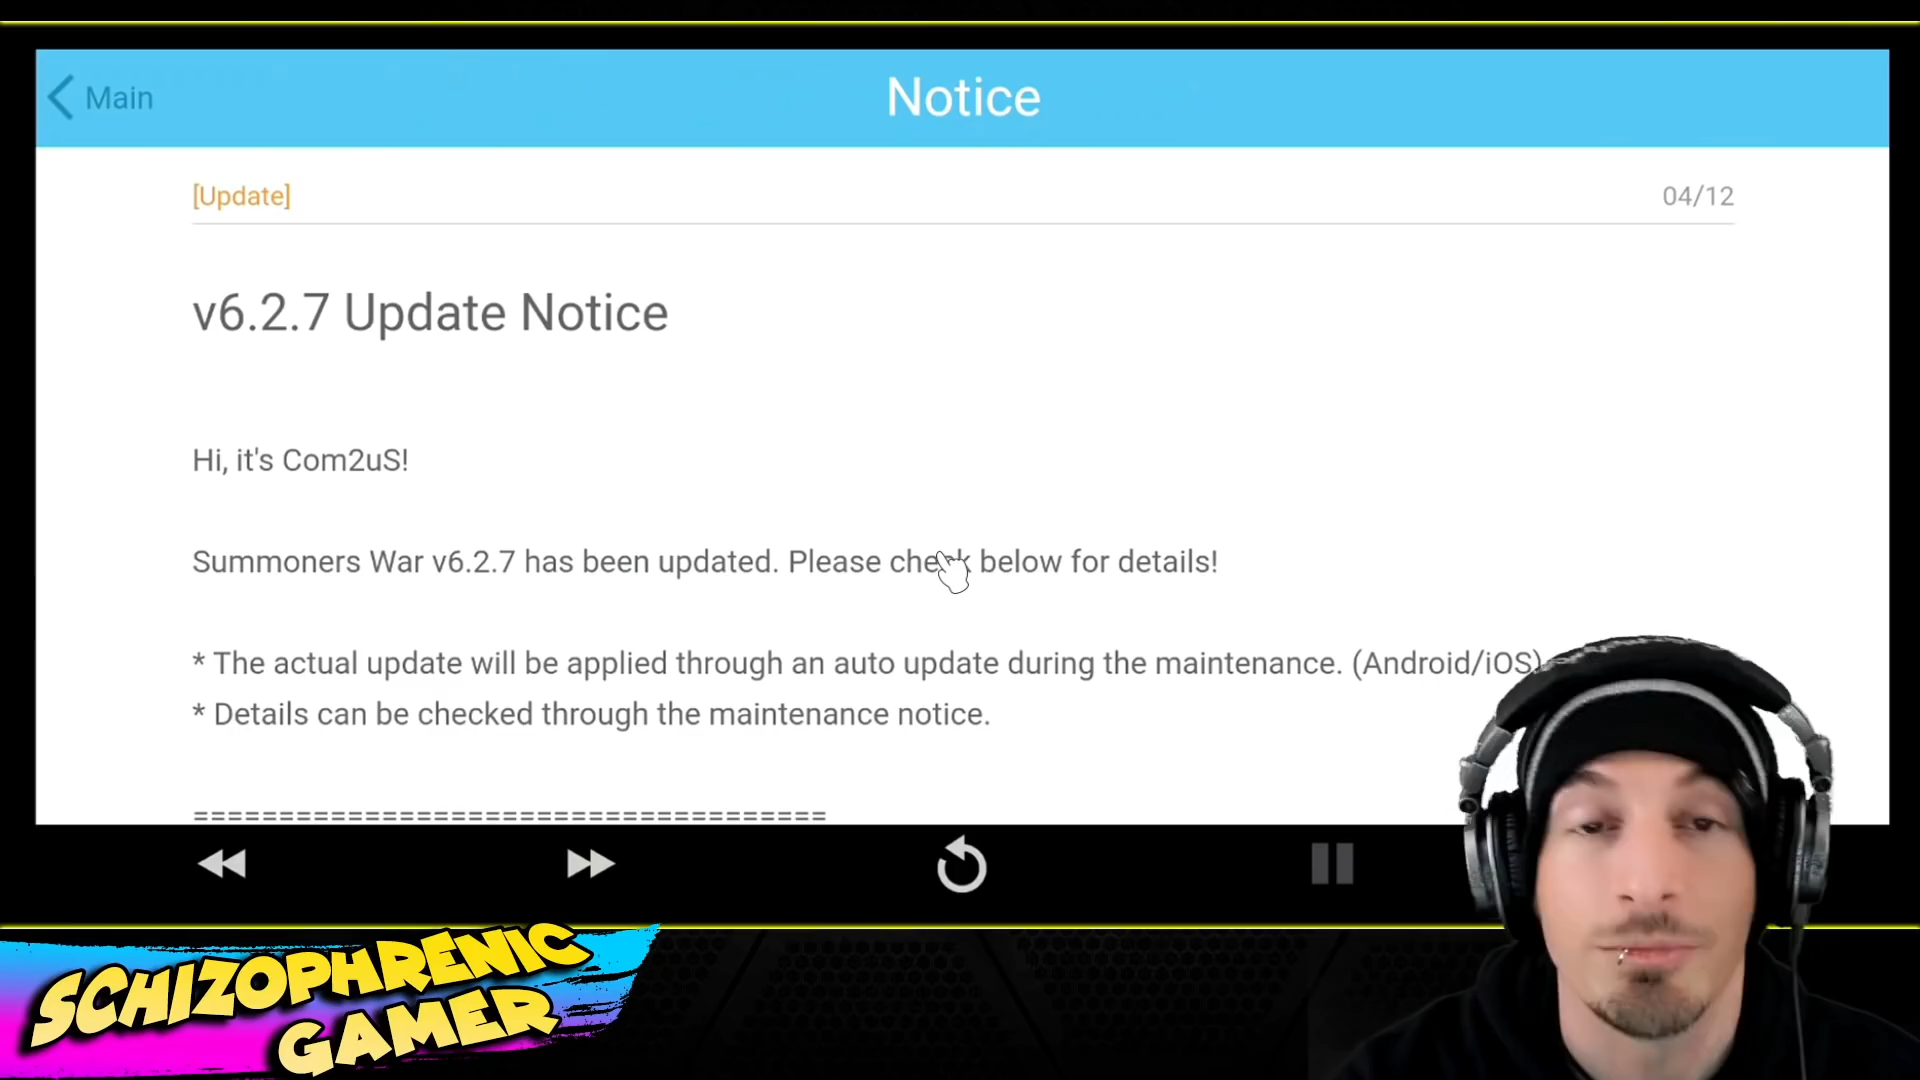 Main
Notice
[Update]
04/12
v6.2.7 Update Notice
Hi, it's Com2uS!
Summoners War v6.2.7 has been updated. Please check below for details!
* The actual update will be applied through an auto update during the maintenance. (Android/iOS)
* Details can be checked through the maintenance notice.
=====================================
SCHIZOPHRENIC
GAMER